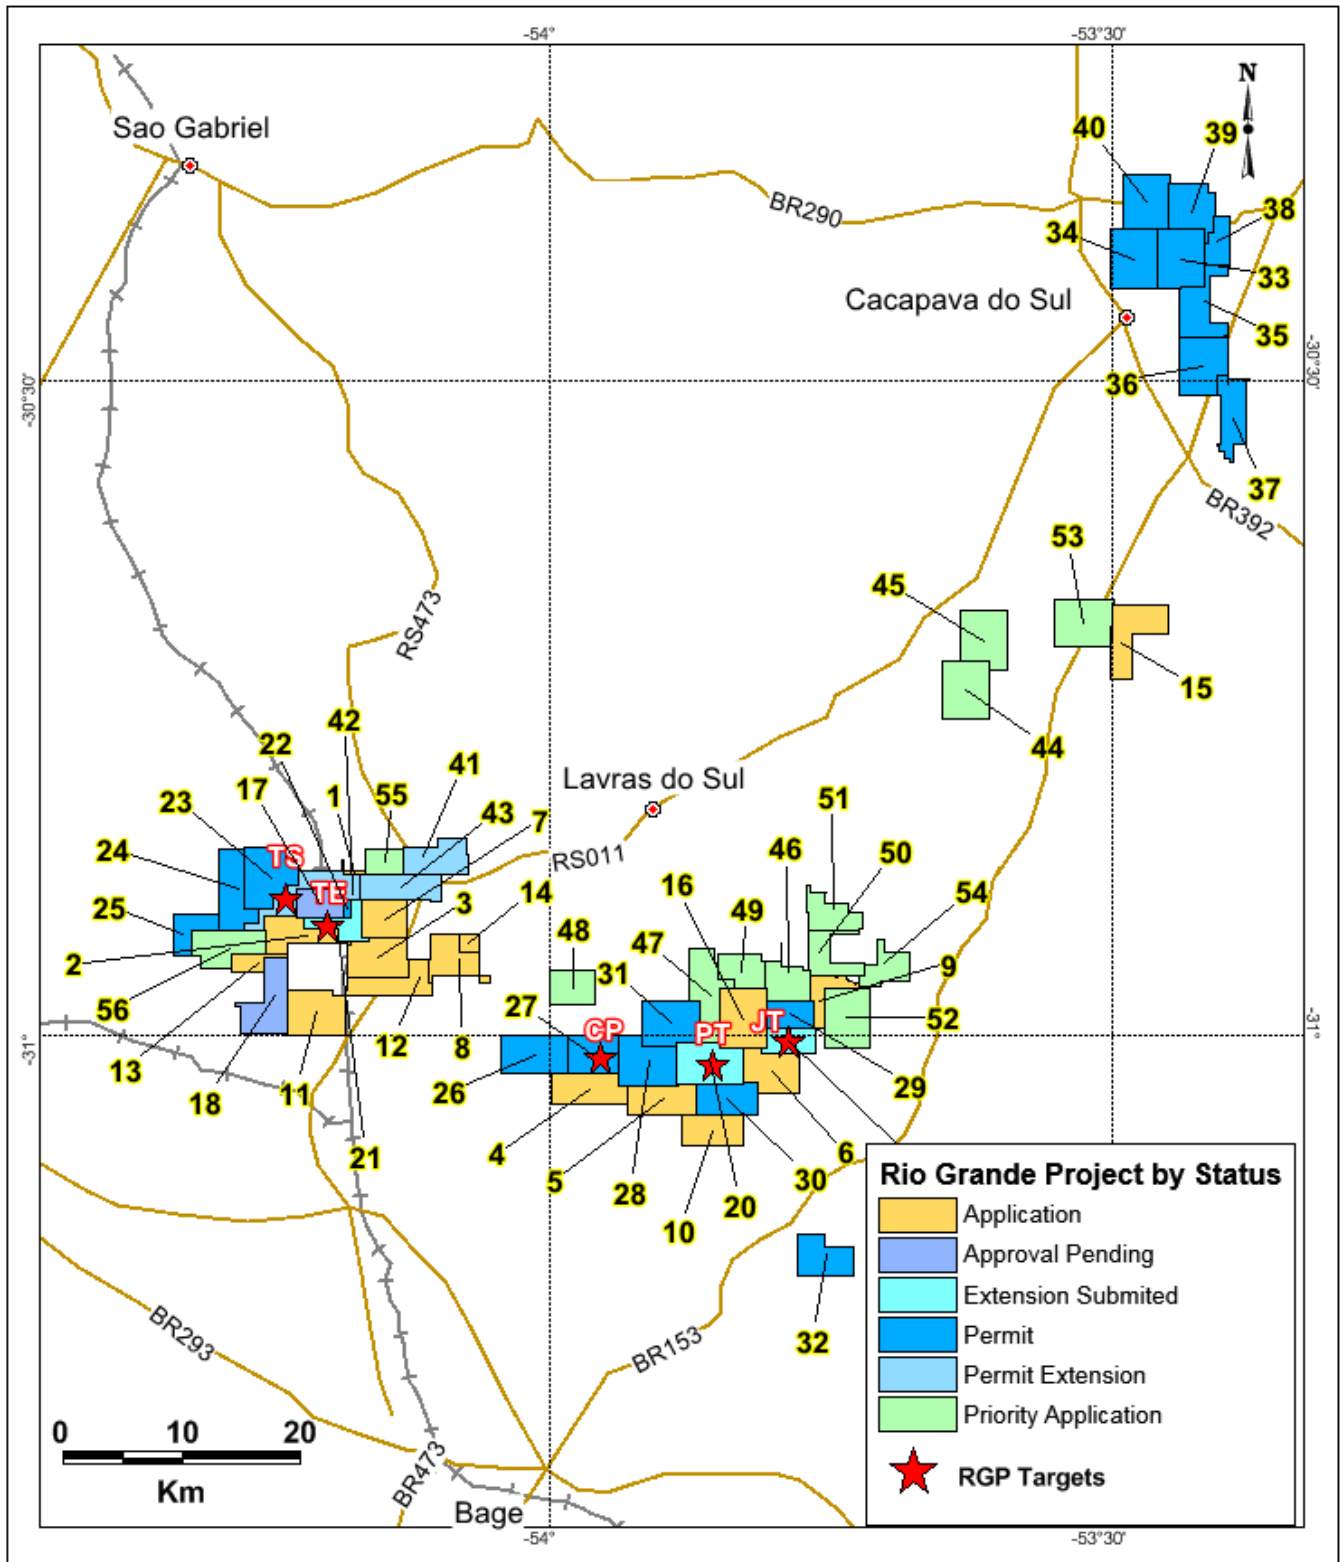 -54°
-53°30'
N
Sao Gabriel
40
39
38
BR290
34
33
Cacapava do Sul
35
-30°30'
-30°30'
36
37
BR392
53
45
RS473
15
42
44
22
41
Lavras do Sul
17
1
55
43
7
51
23
46
50
24
TS
RS011
16
TE
14
49
54
25
3
48
47
2
31
9
56
27
CP
PT
JT
52
-31°
-31°
13
12
8
26
29
18
11
4
21
5
28
10
20
30
6
32
Rio Grande Project by Status
Application
Approval Pending
Extension Submited
Permit
Permit Extension
Priority Application
RGP Targets
BR293
BR153
0 10 20
Km
BR473
Bage
-54°
-53°30'